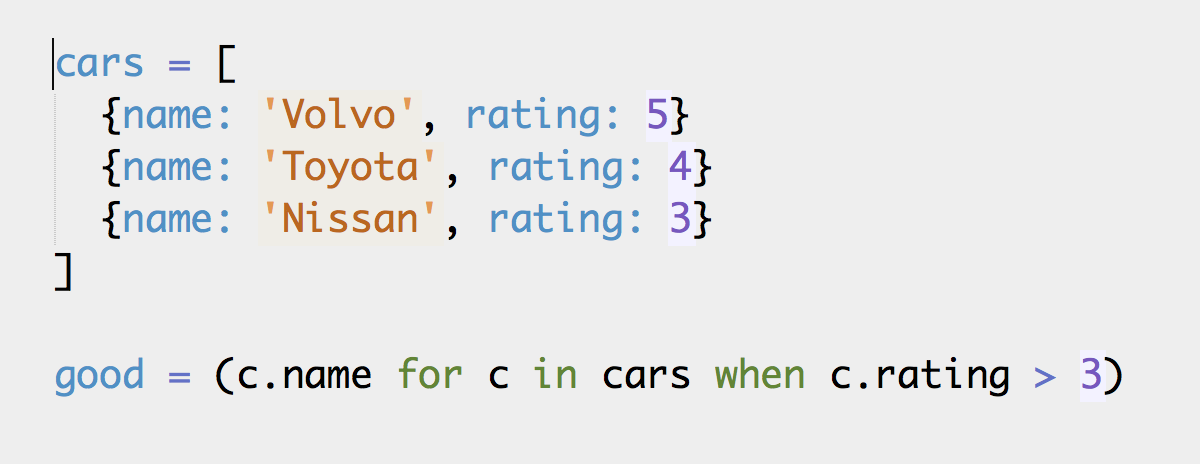 cars = [
  {name: 'Volvo', rating: 5}
  {name: 'Toyota', rating: 4}
  {name: 'Nissan', rating: 3}
]
good = (c.name for c in cars when c.rating > 3)